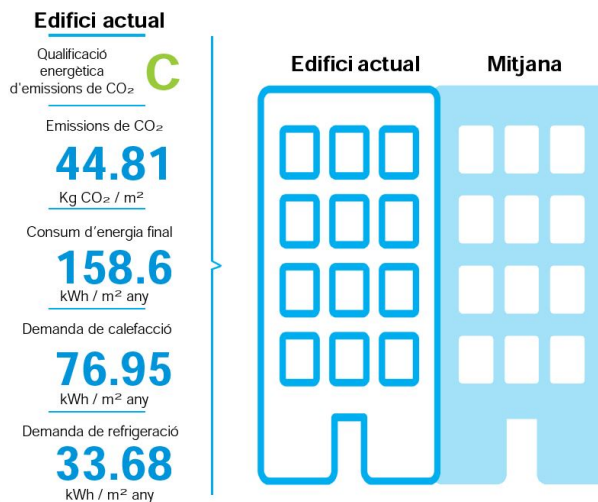 Edifici actual
Qualificació
energètica
d'emissions de CO₂
C
Emissions de CO₂
44.81
Kg CO₂ / m²
Consum d'energia final
158.6
kWh / m² any
Demanda de calefacció
76.95
kWh / m² any
Demanda de refrigeració
33.68
kWh / m² any
Edifici actual
Mitjana